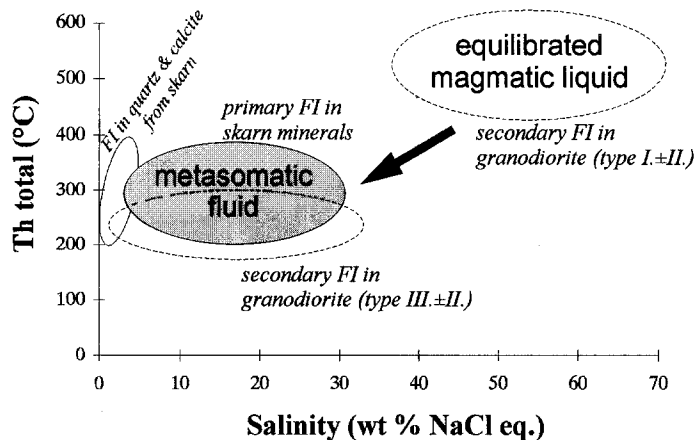 Th total (°C)
600
500
400
300
200
100
0
FI in quartz & calcite
from skarn
primary FI in
skarn minerals
metasomatic
fluid
equilibrated
magmatic liquid
secondary FI in
granodiorite (type I.±II.)
secondary FI in
granodiorite (type III.±II.)
0 10 20 30 40 50 60 70
Salinity (wt % NaCl eq.)